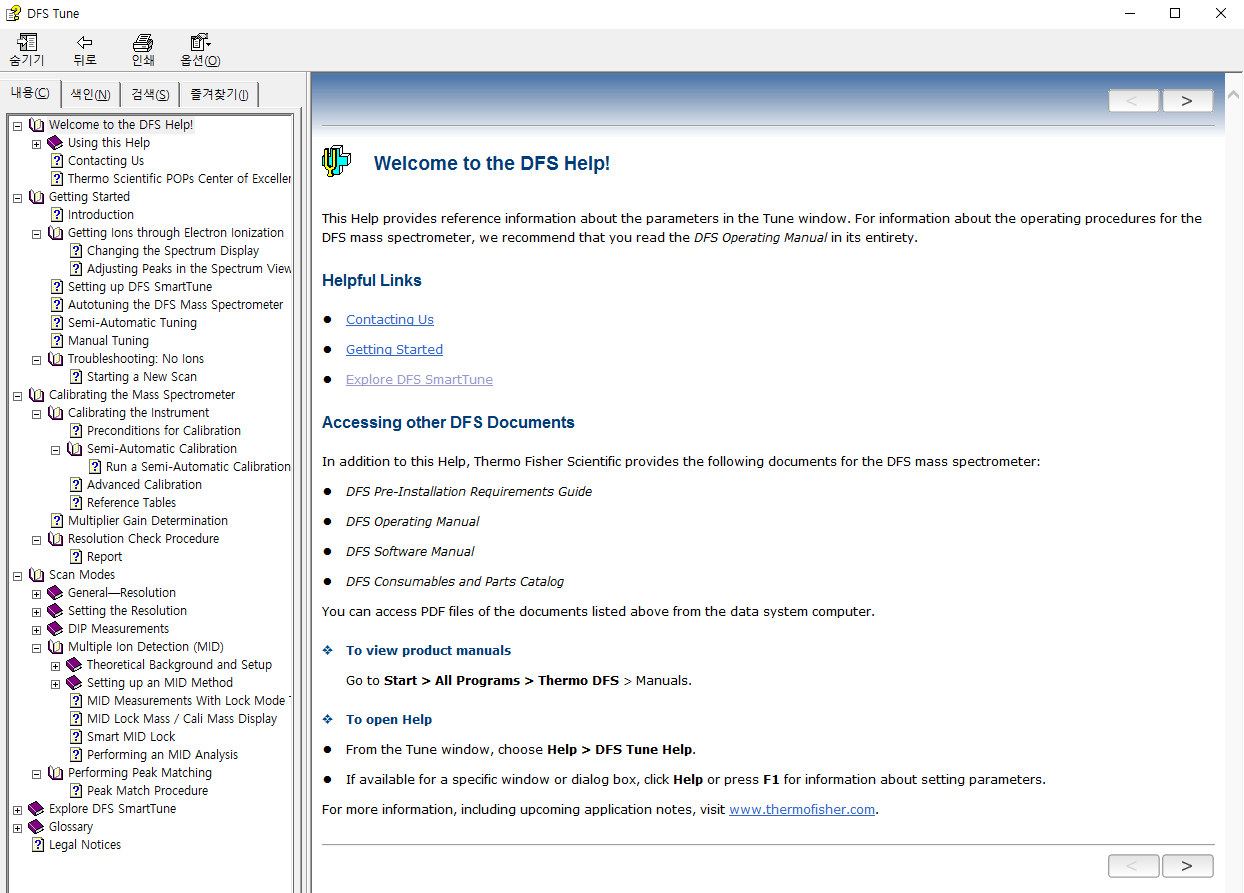 DFS Tune
숨기기 뒤로 인쇄 옵션(O)
내용(C) 색인(N) 검색(S) 즐겨찾기(I)
Welcome to the DFS Help!
Using this Help
Contacting Us
Thermo Scientific POPs Center of Exceller
Getting Started
Introduction
Getting Ions through Electron Ionization
Changing the Spectrum Display
Adjusting Peaks in the Spectrum View
Setting up DFS SmartTune
Autotuning the DFS Mass Spectrometer
Semi-Automatic Tuning
Manual Tuning
Troubleshooting: No Ions
Starting a New Scan
Calibrating the Mass Spectrometer
Calibrating the Instrument
Preconditions for Calibration
Semi-Automatic Calibration
Run a Semi-Automatic Calibration
Advanced Calibration
Reference Tables
Multiplier Gain Determination
Resolution Check Procedure
Report
Scan Modes
General—Resolution
Setting the Resolution
DIP Measurements
Multiple Ion Detection (MID)
Theoretical Background and Setup
Setting up an MID Method
MID Measurements With Lock Mode
MID Lock Mass / Cali Mass Display
Smart MID Lock
Performing an MID Analysis
Performing Peak Matching
Peak Match Procedure
Explore DFS SmartTune
Glossary
Legal Notices
< >
Welcome to the DFS Help!
This Help provides reference information about the parameters in the Tune window. For information about the operating procedures for the
DFS mass spectrometer, we recommend that you read the DFS Operating Manual in its entirety.
Helpful Links
● Contacting Us
● Getting Started
● Explore DFS SmartTune
Accessing other DFS Documents
In addition to this Help, Thermo Fisher Scientific provides the following documents for the DFS mass spectrometer:
● DFS Pre-Installation Requirements Guide
● DFS Operating Manual
● DFS Software Manual
● DFS Consumables and Parts Catalog
You can access PDF files of the documents listed above from the data system computer.
❖ To view product manuals
Go to Start > All Programs > Thermo DFS > Manuals.
❖ To open Help
● From the Tune window, choose Help > DFS Tune Help.
● If available for a specific window or dialog box, click Help or press F1 for information about setting parameters.
For more information, including upcoming application notes, visit www.thermofisher.com.
< >